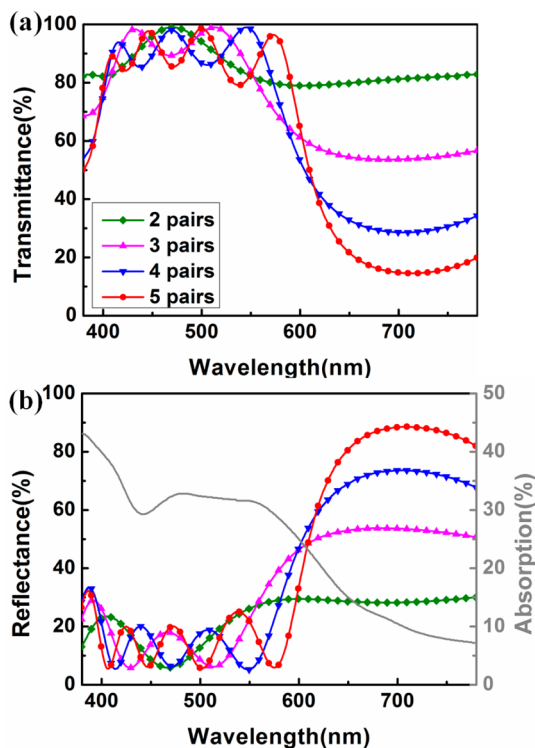 (a)
100
80
60
40
20
0
Transmittance(%)
2 pairs
3 pairs
4 pairs
5 pairs
400 500 600 700
Wavelength(nm)
(b)
100
80
60
40
20
0
Reflectance(%)
50
40
30
20
10
0
Absorption(%)
400 500 600 700
Wavelength(nm)